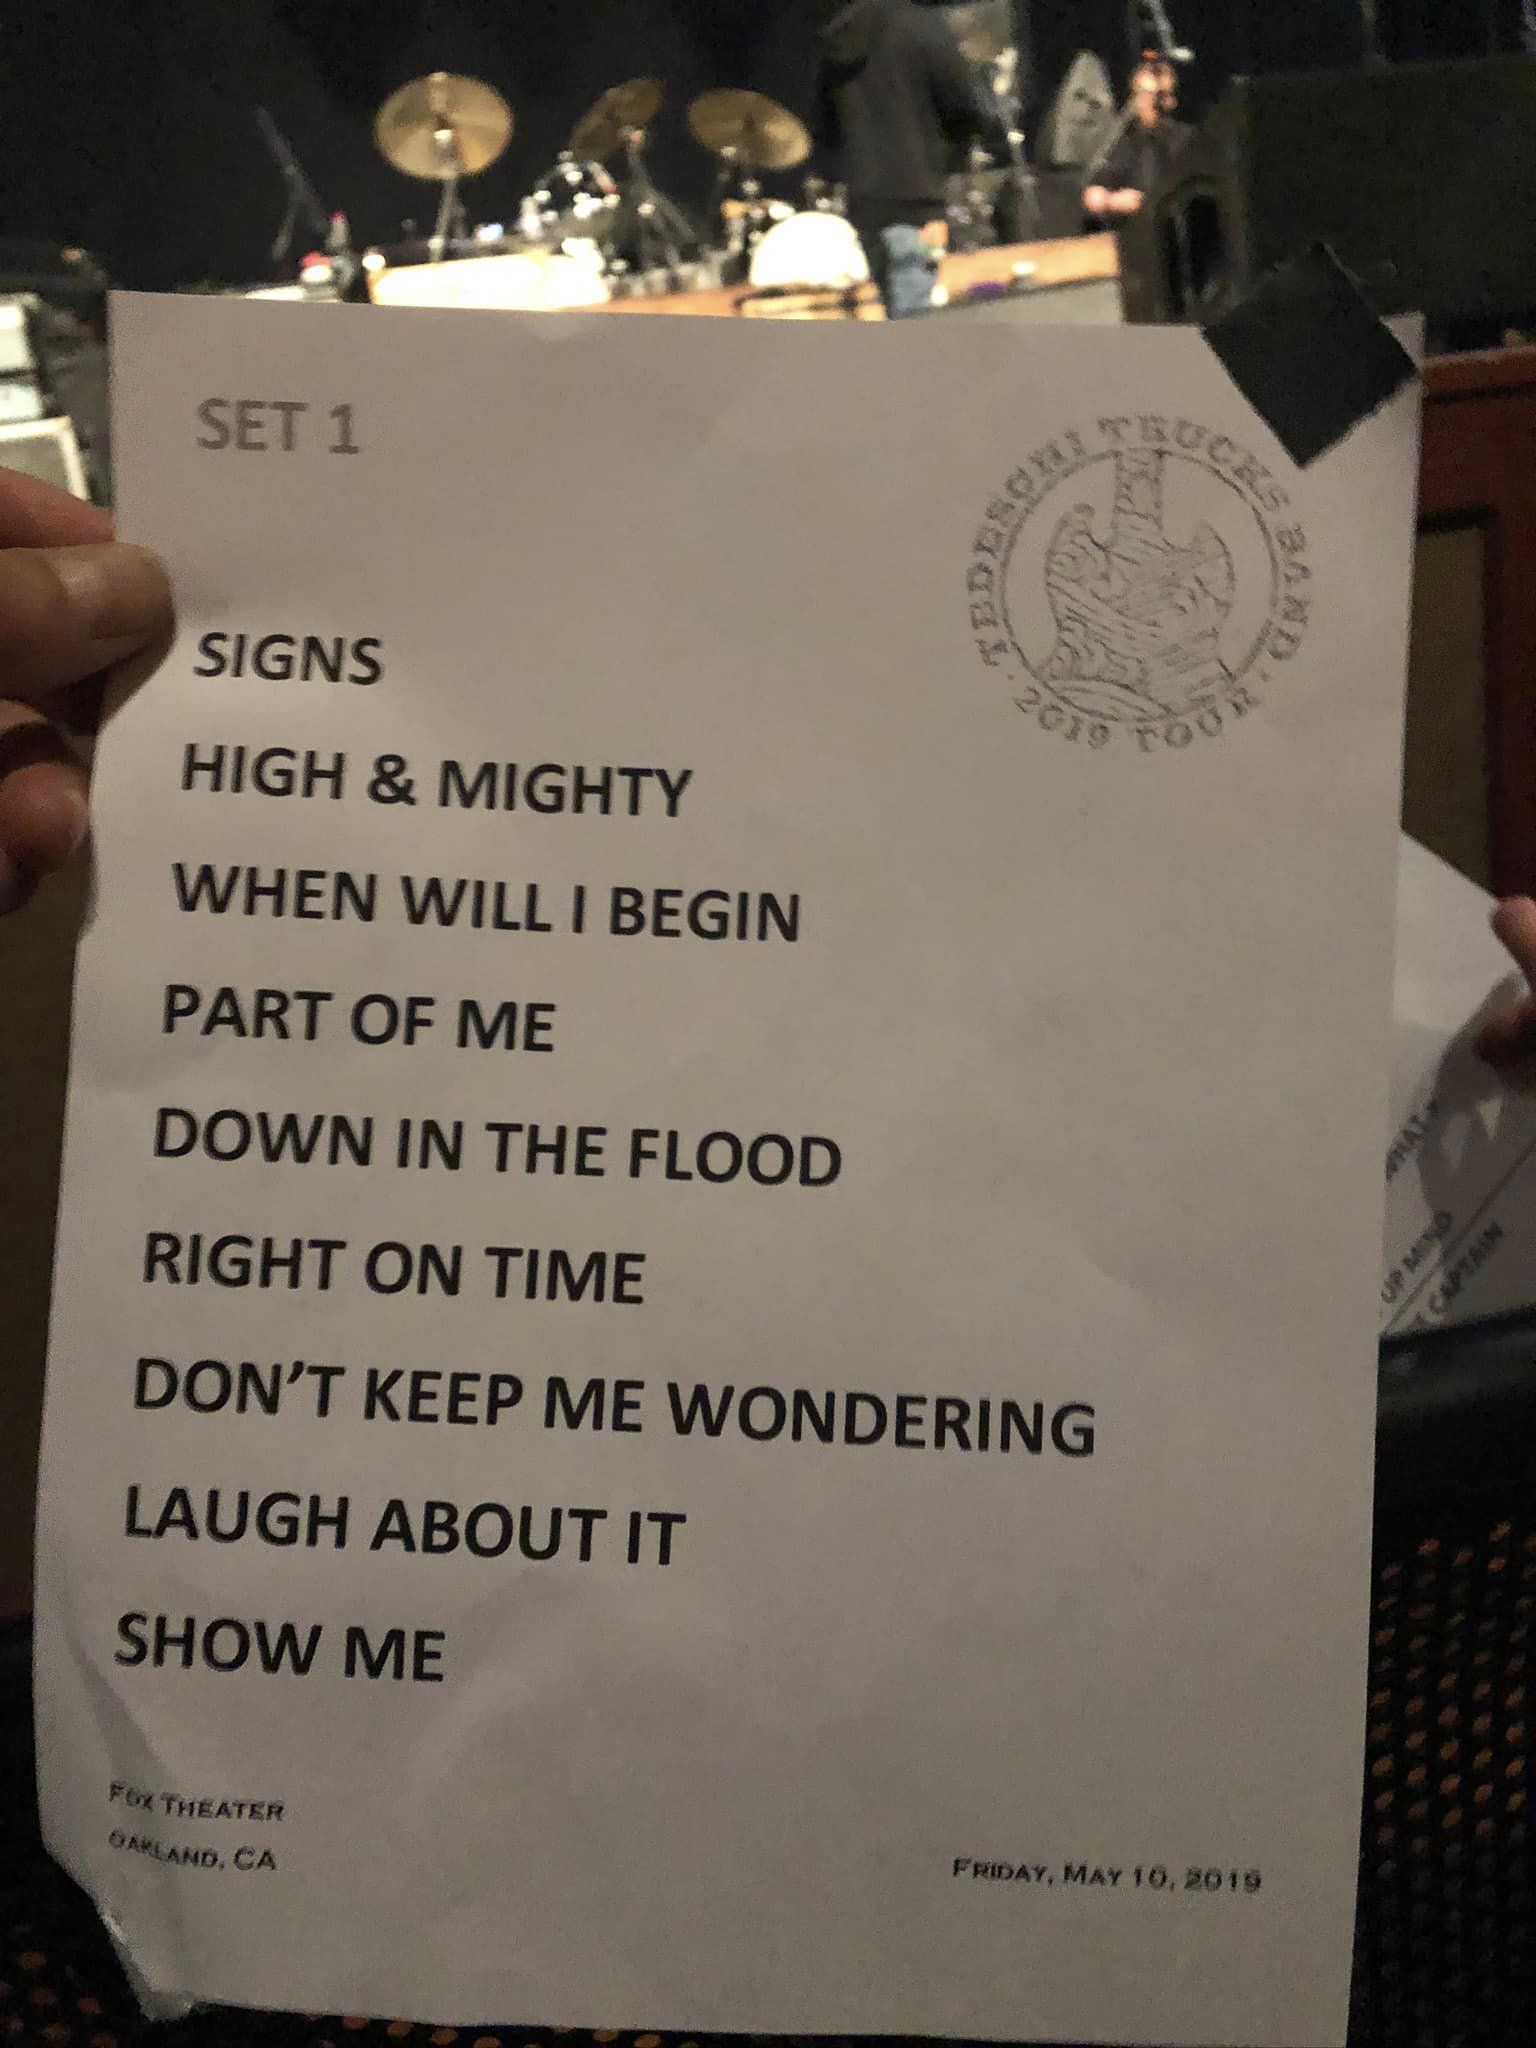 SET 1
TEDESCHI TRUCKS BAND
· 2019 TOUR ·
SIGNS
HIGH & MIGHTY
WHEN WILL I BEGIN
PART OF ME
DOWN IN THE FLOOD
RIGHT ON TIME
DON'T KEEP ME WONDERING
LAUGH ABOUT IT
SHOW ME
FOX THEATER
OAKLAND, CA
FRIDAY, MAY 10, 2019
UP MIND
CAPTAIN